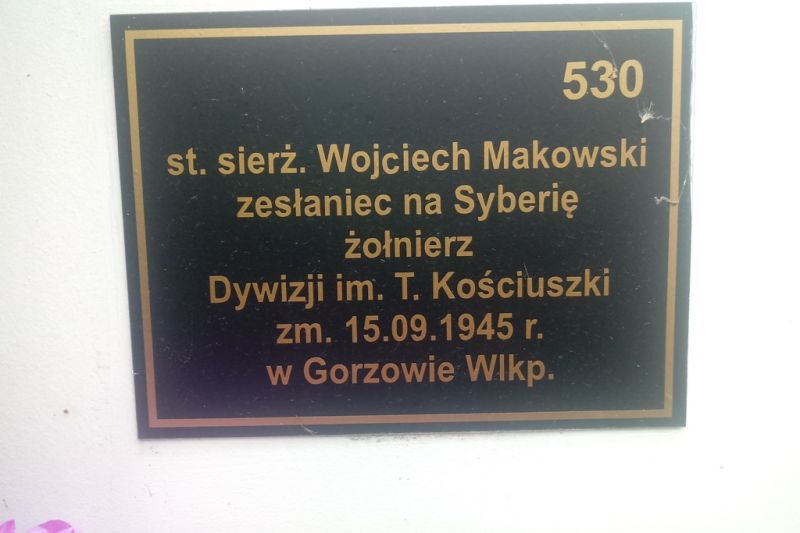 530
st. sierż. Wojciech Makowski
zesłaniec na Syberię
żołnierz
Dywizji im. T. Kościuszki
zm. 15.09.1945 r.
w Gorzowie Wlkp.